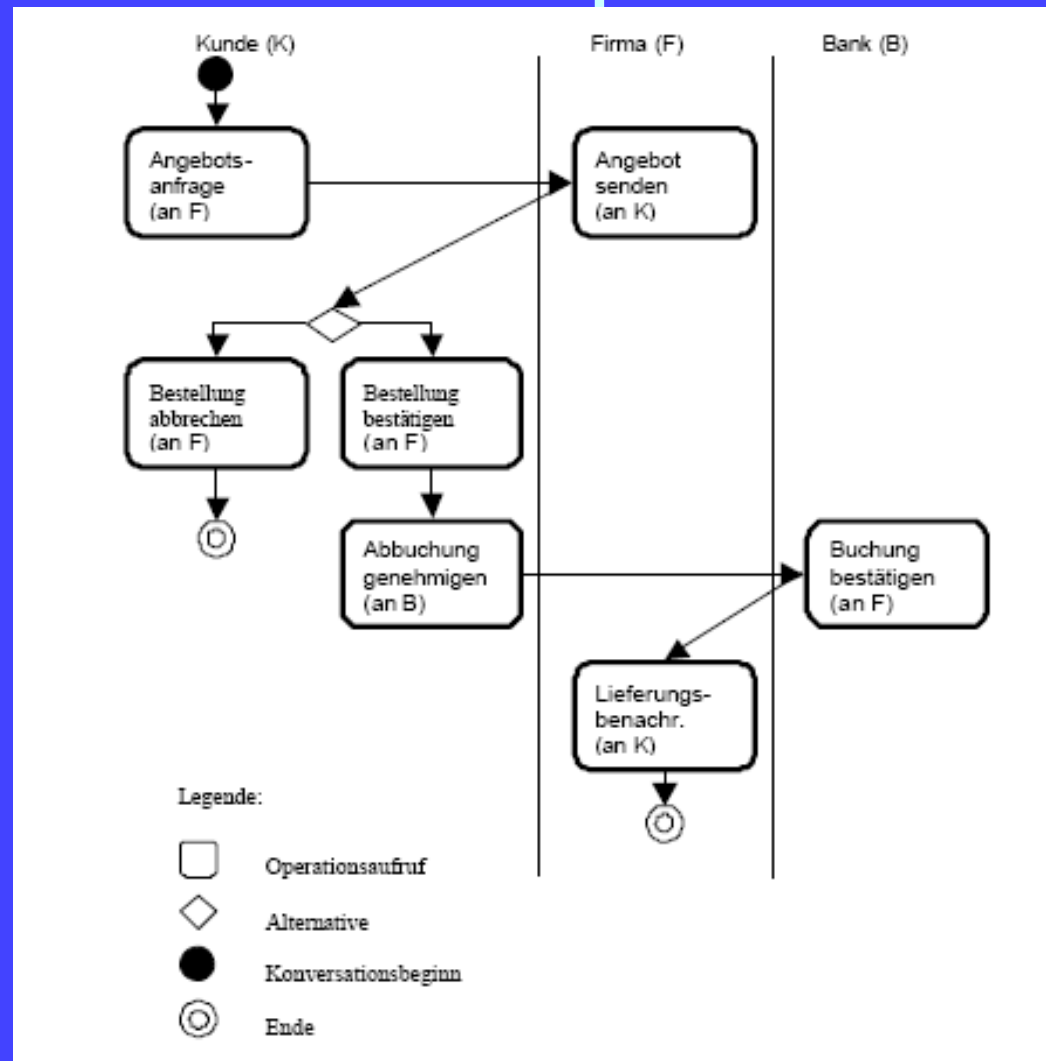 Kunde (K)
Firma (F)
Bank (B)
Angebots-
anfrage
(an F)
Angebot
senden
(an K)
Bestellung
abbrechen
(an F)
Bestellung
bestätigen
(an F)
Abbuchung
genehmigen
(an B)
Buchung
bestätigen
(an F)
Lieferungs-
benachr.
(an K)
Legende:
Operationsaufruf
Alternative
Konversationsbeginn
Ende